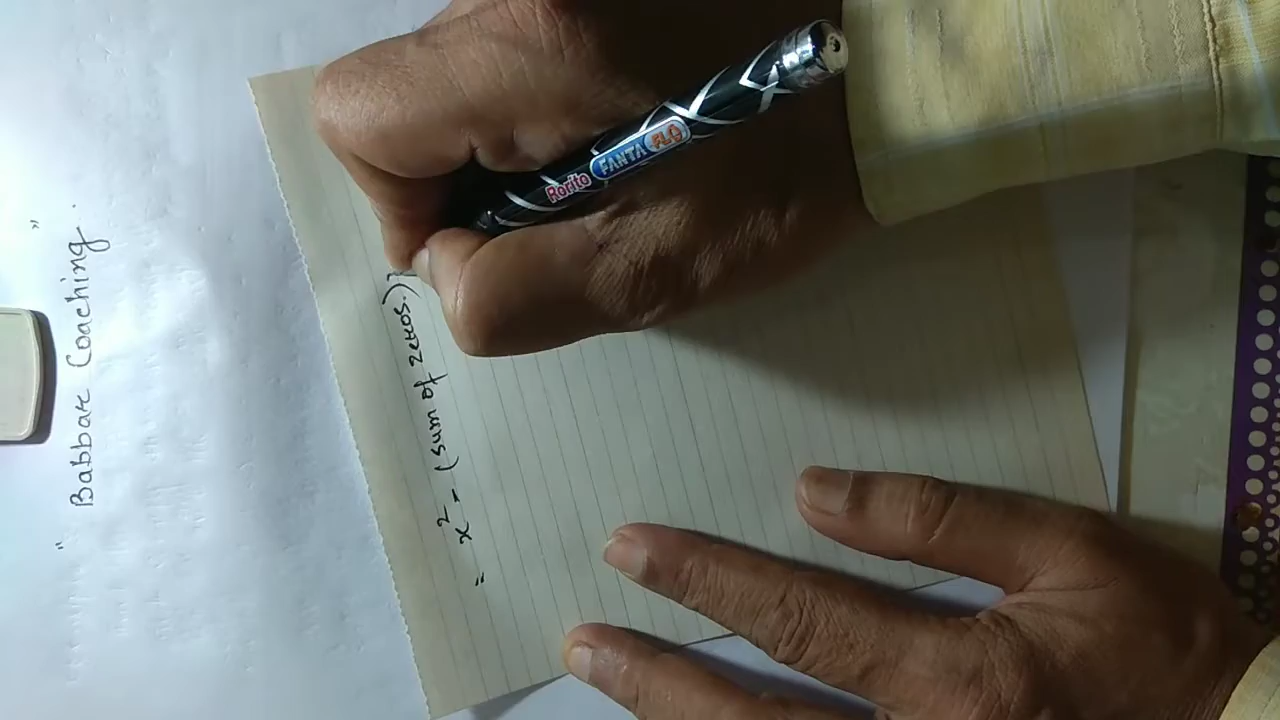 " Babbar Coaching. "
= x² - (sum of zeros.)
Rorito FANTA FLO